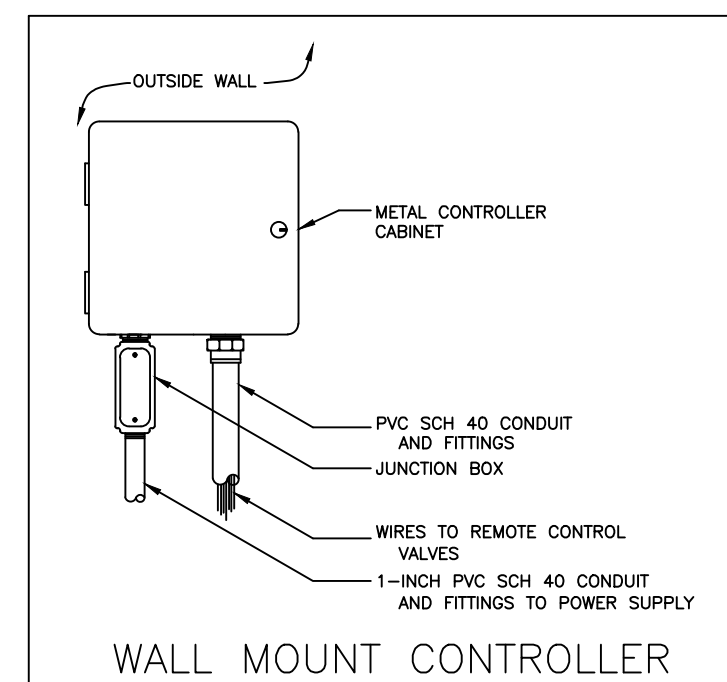 OUTSIDE WALL
METAL CONTROLLER
CABINET
PVC SCH 40 CONDUIT
AND FITTINGS
JUNCTION BOX
WIRES TO REMOTE CONTROL
VALVES
1-INCH PVC SCH 40 CONDUIT
AND FITTINGS TO POWER SUPPLY
WALL MOUNT CONTROLLER